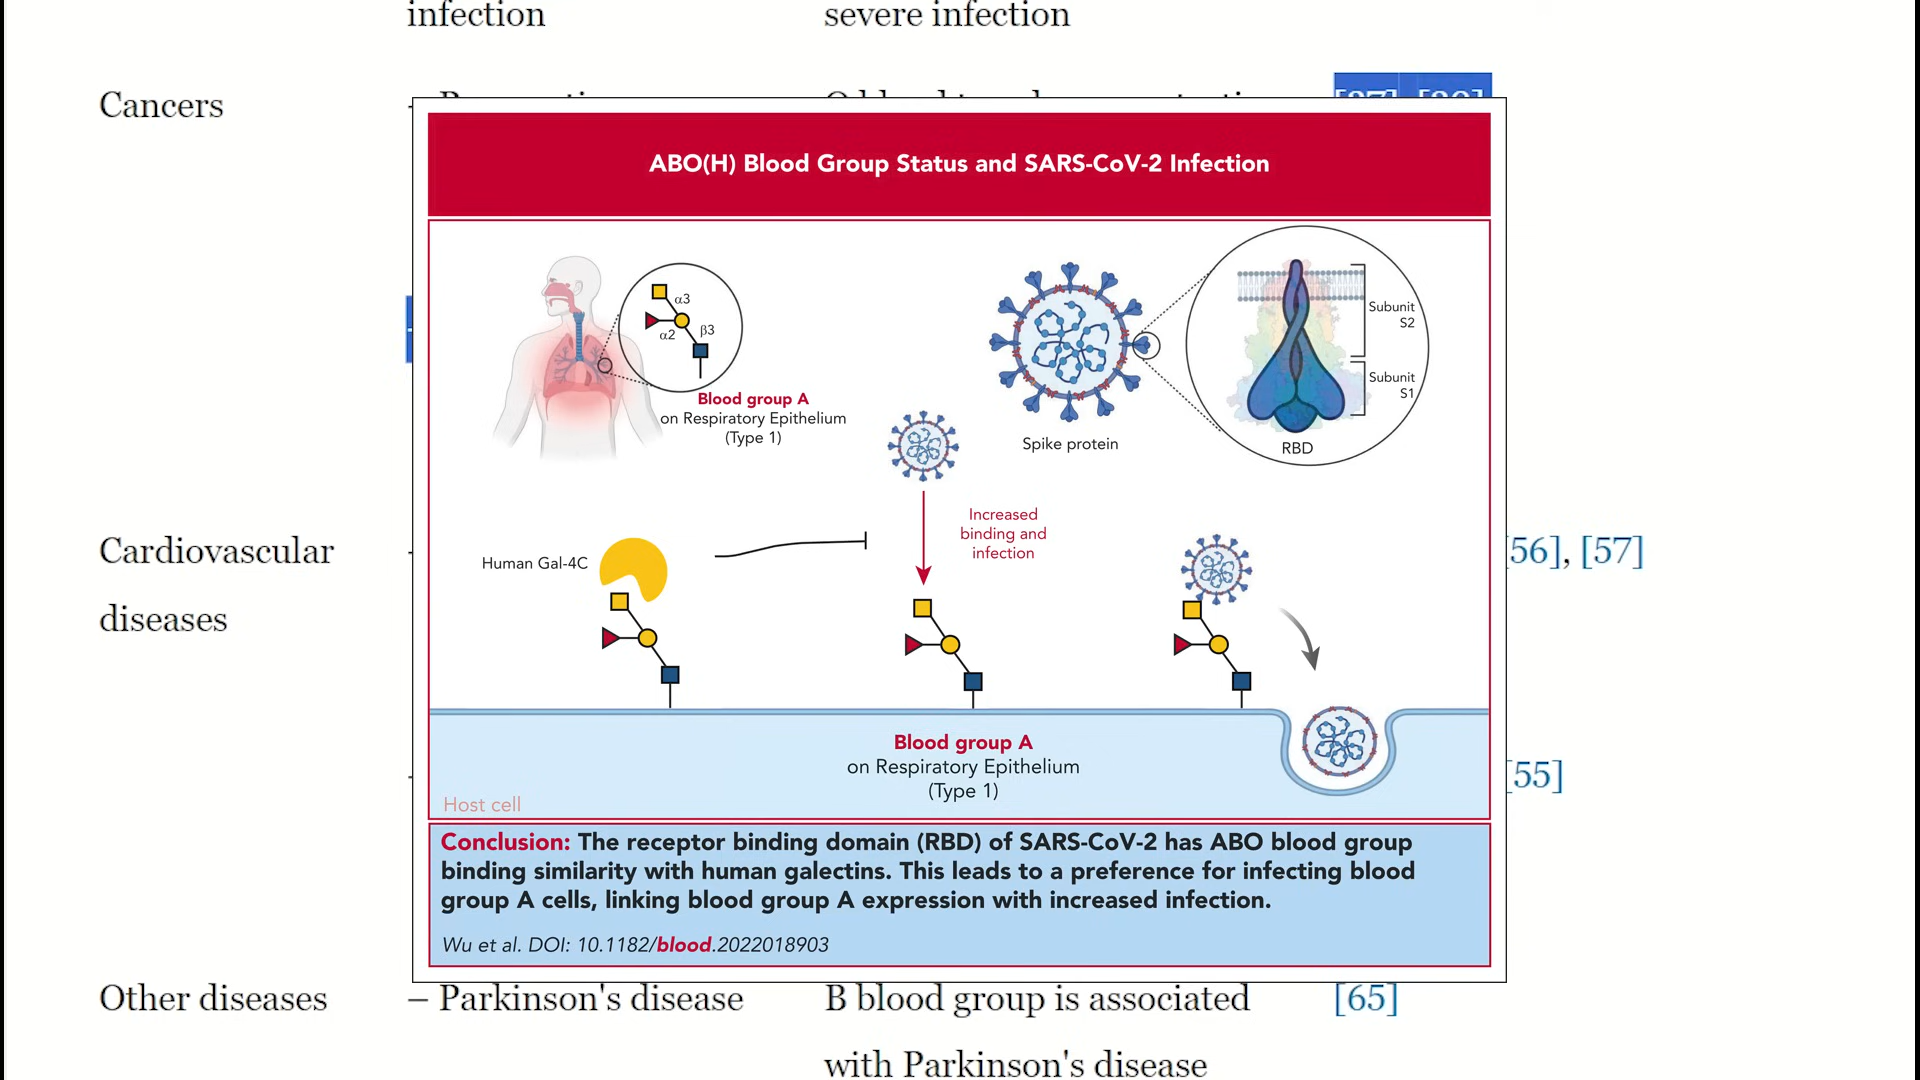 infection
severe infection
Cancers
ABO(H) Blood Group Status and SARS-CoV-2 Infection
α3
β3
α2
Blood group A
on Respiratory Epithelium
(Type 1)
Spike protein
Subunit
S2
Subunit
S1
RBD
Increased
binding and
infection
Human Gal-4C
Cardiovascular
diseases
[56], [57]
55]
Blood group A
on Respiratory Epithelium
(Type 1)
Host cell
Conclusion: The receptor binding domain (RBD) of SARS-CoV-2 has ABO blood group
binding similarity with human galectins. This leads to a preference for infecting blood
group A cells, linking blood group A expression with increased infection.
Wu et al. DOI: 10.1182/blood.2022018903
Other diseases
– Parkinson's disease
B blood group is associated
[65]
with Parkinson's disease